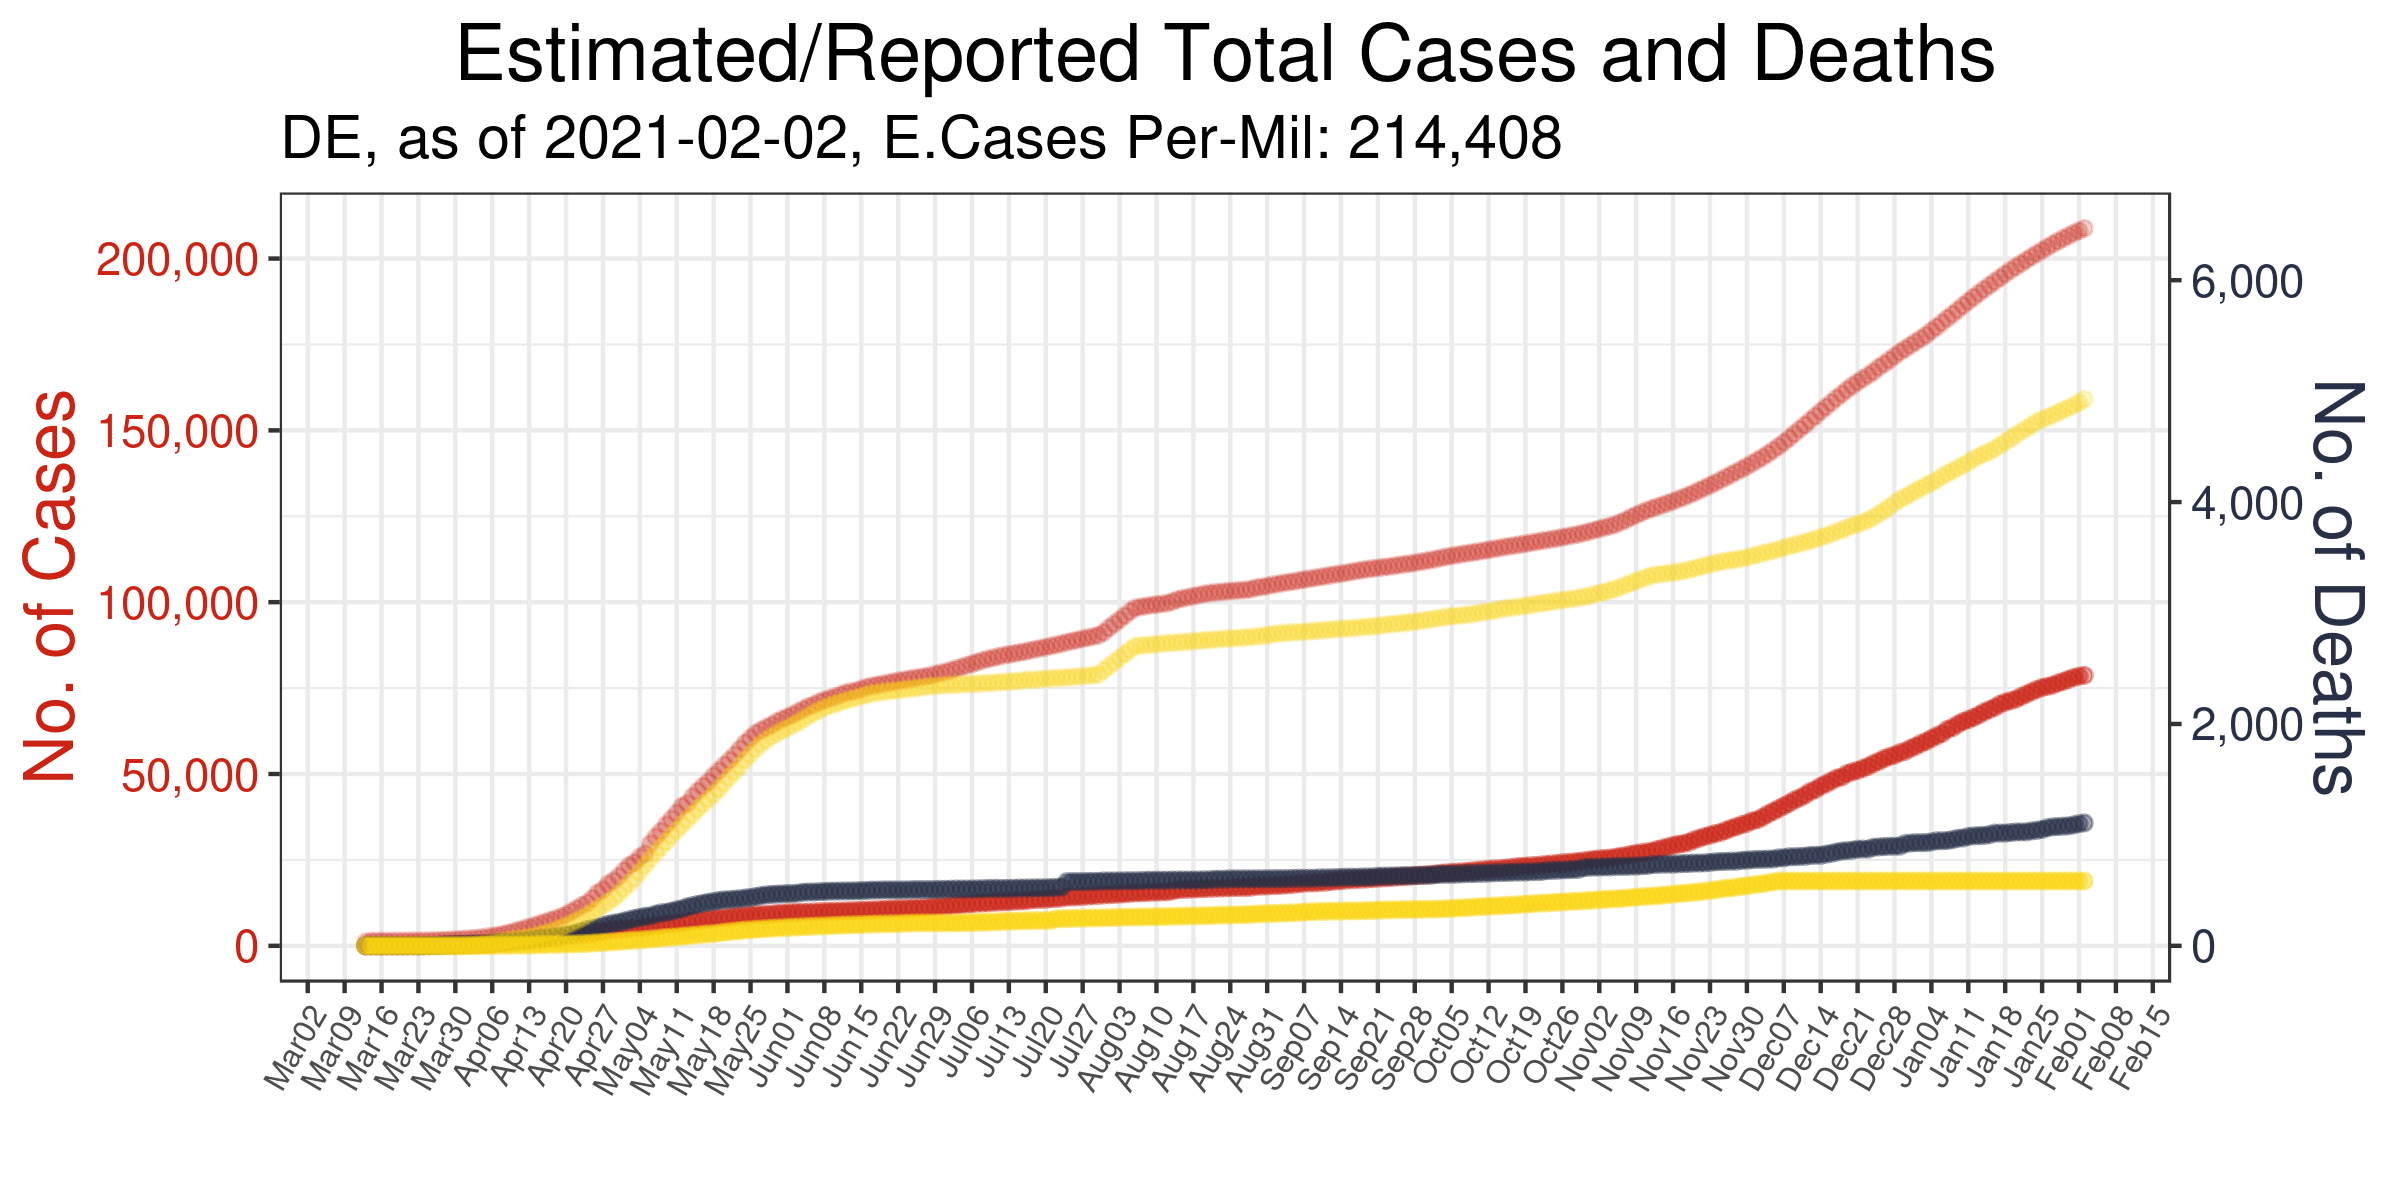 Estimated/Reported Total Cases and Deaths
DE, as of 2021-02-02, E.Cases Per-Mil: 214,408
No. of Cases
200,000
150,000
100,000
50,000
0
6,000
4,000
2,000
0
No. of Deaths
Mar02
Mar09
Mar16
Mar23
Mar30
Apr06
Apr13
Apr20
Apr27
May04
May11
May18
May25
Jun01
Jun08
Jun15
Jun22
Jun29
Jul06
Jul13
Jul20
Jul27
Aug03
Aug10
Aug17
Aug24
Aug31
Sep07
Sep14
Sep21
Sep28
Oct05
Oct12
Oct19
Oct26
Nov02
Nov09
Nov16
Nov23
Nov30
Dec07
Dec14
Dec21
Dec28
Jan04
Jan11
Jan18
Jan25
Feb01
Feb08
Feb15